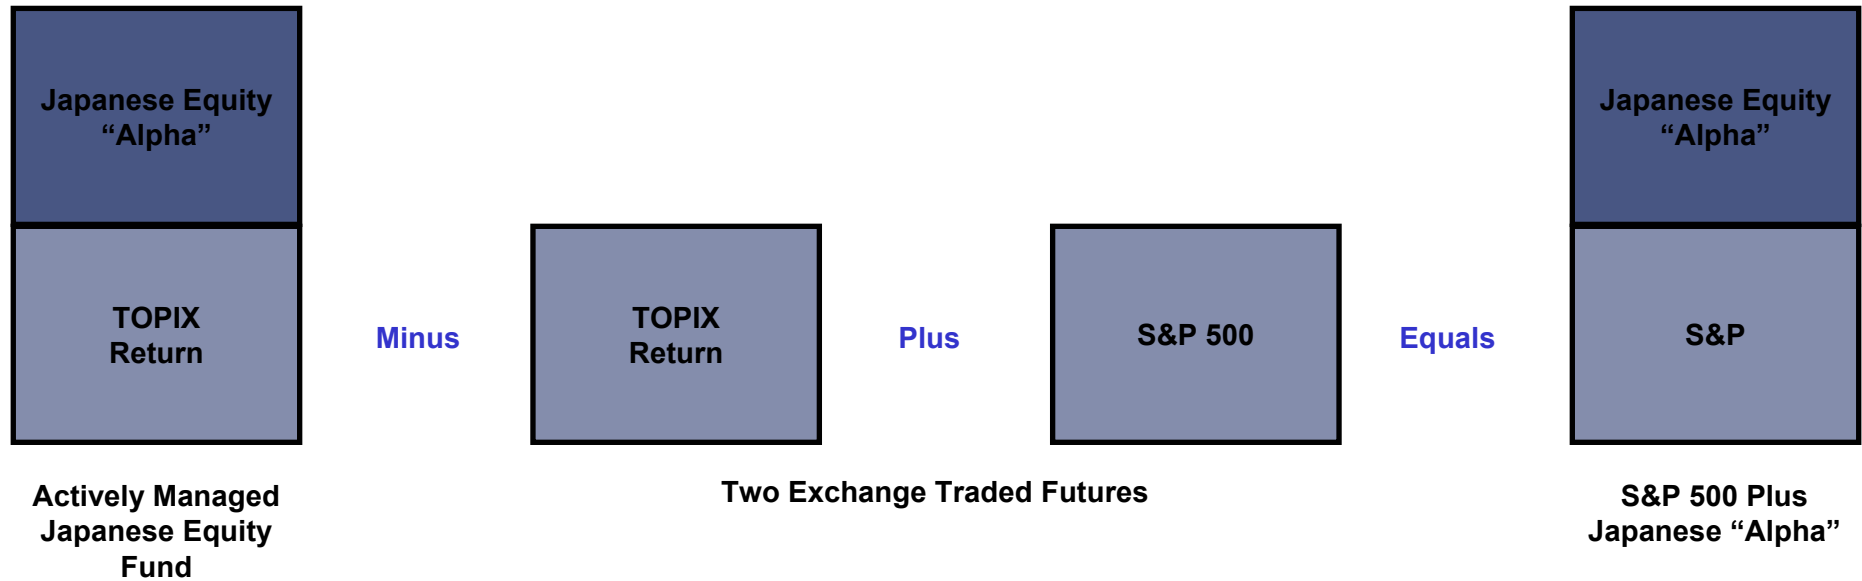 Japanese Equity
“Alpha”
TOPIX
Return
Minus
TOPIX
Return
Plus
S&P 500
Equals
Japanese Equity
“Alpha”
S&P
Actively Managed
Japanese Equity
Fund
Two Exchange Traded Futures
S&P 500 Plus
Japanese “Alpha”